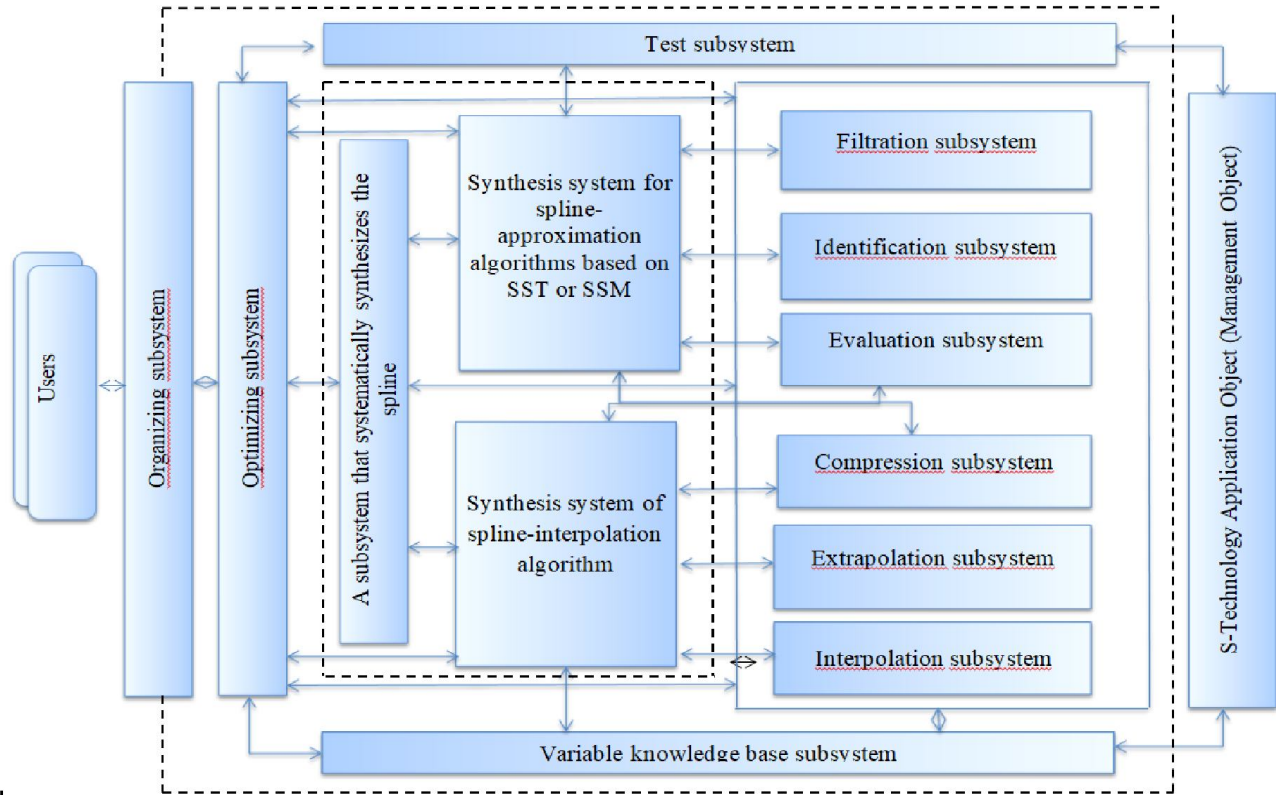 Test subsystem
Users
Organizing subsystem
Optimizing subsystem
A subsystem that systematically synthesizes the
spline
Synthesis system for
spline-
approximation
algorithms based on
SST or SSM
Synthesis system of
spline-interpolation
algorithm
Filtration subsystem
Identification subsystem
Evaluation subsystem
Compression subsystem
Extrapolation subsystem
Interpolation subsystem
S-Technology Application Object (Management Object)
Variable knowledge base subsystem